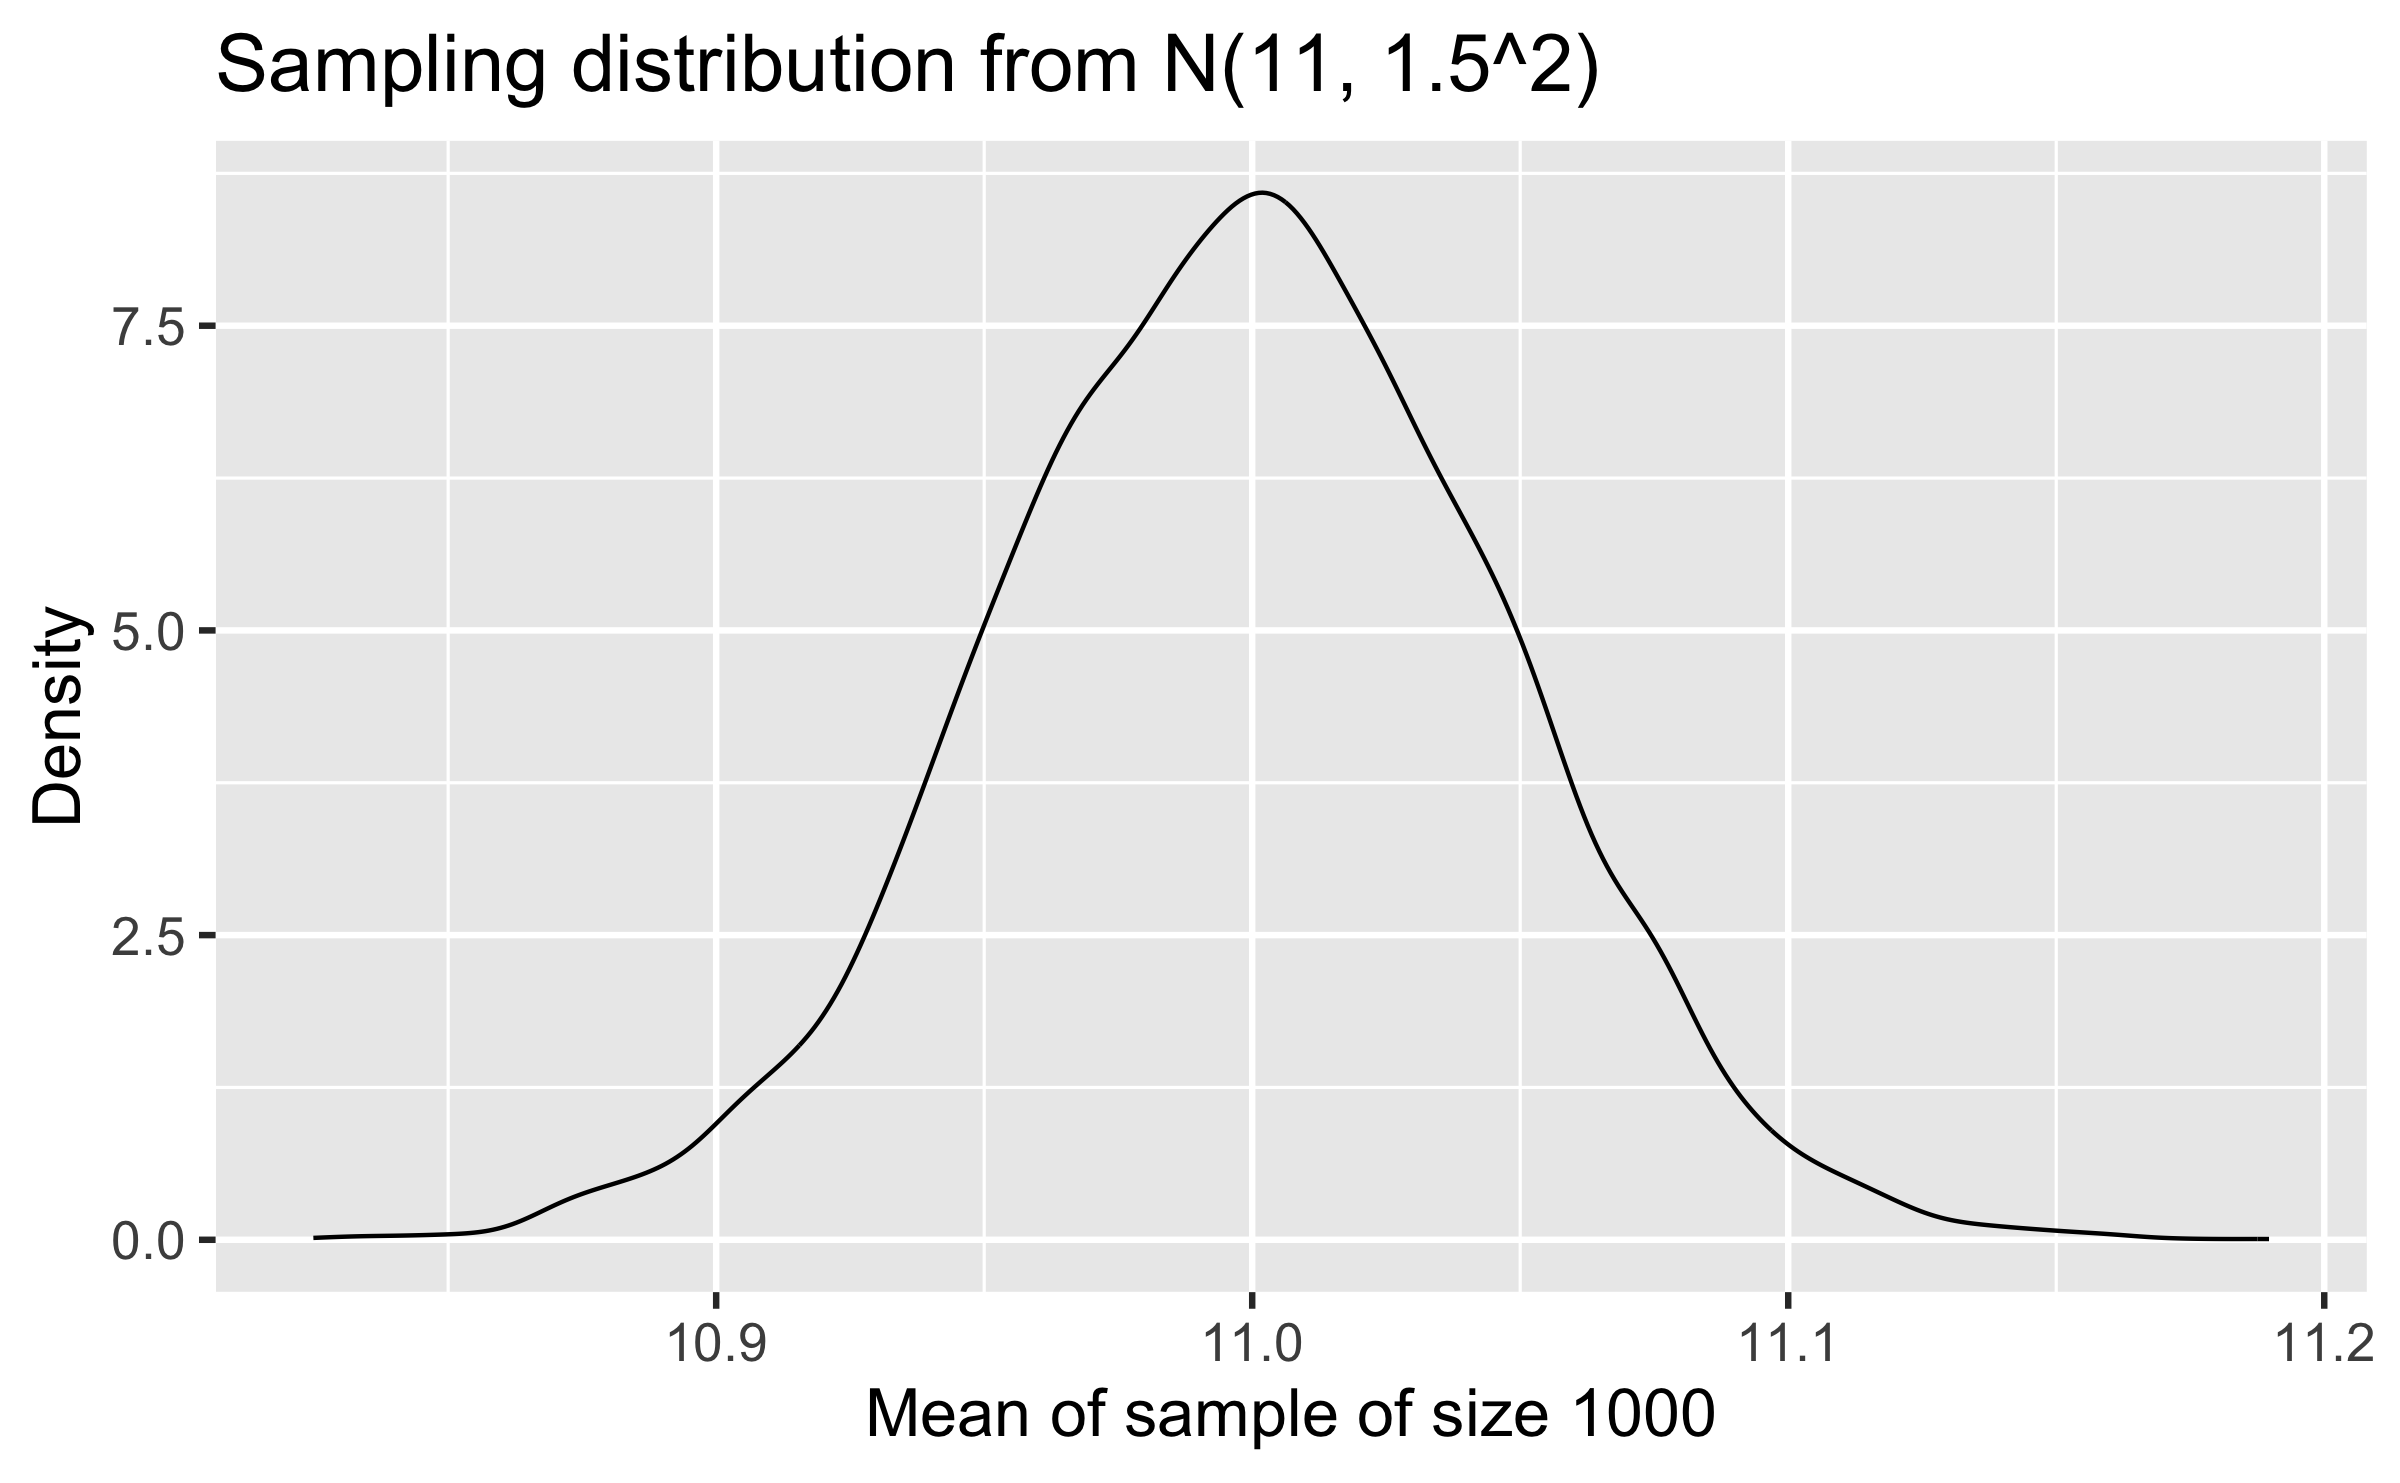 Sampling distribution from N(11, 1.5^2)
7.5
5.0
2.5
0.0
Density
10.9 11.0 11.1 11.2
Mean of sample of size 1000